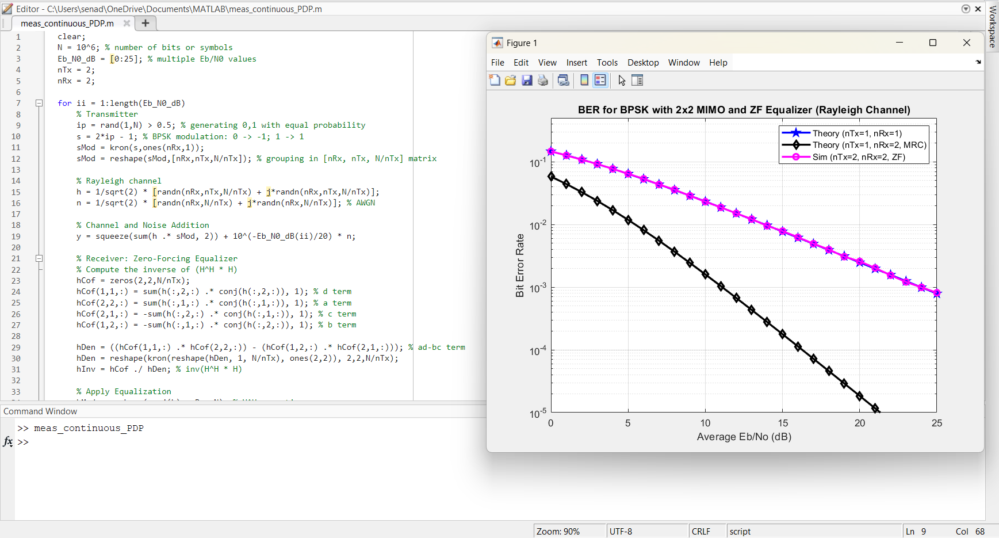 Editor - C:\Users\senad\OneDrive\Documents\MATLAB\meas_continuous_PDP.m
meas_continuous_PDP.m
1 clear;
2 N = 10^6; % number of bits or symbols
3 Eb_N0_dB = [0:25]; % multiple Eb/N0 values
4 nTx = 2;
5 nRx = 2;
6
7 for ii = 1:length(Eb_N0_dB)
8 % Transmitter
9 ip = rand(1,N) > 0.5; % generating 0,1 with equal probability
10 s = 2*ip - 1; % BPSK modulation: 0 -> -1; 1 -> 1
11 sMod = kron(s,ones(nRx,1));
12 sMod = reshape(sMod,[nRx,nTx,N/nTx]); % grouping in [nRx, nTx, N/nTx] matrix
13
14 % Rayleigh channel
15 h = 1/sqrt(2) * [randn(nRx,nTx,N/nTx) + j*randn(nRx,nTx,N/nTx)];
16 n = 1/sqrt(2) * [randn(nRx,N/nTx) + j*randn(nRx,N/nTx)]; % AWGN
17
18 % Channel and Noise Addition
19 y = squeeze(sum(h .* sMod, 2)) + 10^(-Eb_N0_dB(ii)/20) * n;
20
21 % Receiver: Zero-Forcing Equalizer
22 % Compute the inverse of (H^H * H)
23 hCof = zeros(2,2,N/nTx);
24 hCof(1,1,:) = sum(h(:,2,:) .* conj(h(:,2,:)), 1); % d term
25 hCof(2,2,:) = sum(h(:,1,:) .* conj(h(:,1,:)), 1); % a term
26 hCof(2,1,:) = -sum(h(:,2,:) .* conj(h(:,1,:)), 1); % c term
27 hCof(1,2,:) = -sum(h(:,1,:) .* conj(h(:,2,:)), 1); % b term
28
29 hDen = ((hCof(1,1,:) .* hCof(2,2,:)) - (hCof(1,2,:) .* hCof(2,1,:))); % ad-bc term
30 hDen = reshape(kron(reshape(hDen, 1, N/nTx), ones(2,2)), 2,2,N/nTx);
31 hInv = hCof ./ hDen; % inv(H^H * H)
32
33 % Apply Equalization
Command Window
>> meas_continuous_PDP
fx >>
Workspace
Figure 1
File Edit View Insert Tools Desktop Window Help
BER for BPSK with 2x2 MIMO and ZF Equalizer (Rayleigh Channel)
Theory (nTx=1, nRx=1)
Theory (nTx=1, nRx=2, MRC)
Sim (nTx=2, nRx=2, ZF)
Bit Error Rate
10^-1
10^-2
10^-3
10^-4
10^-5
0 5 10 15 20 25
Average Eb/No (dB)
Zoom: 90% UTF-8 CRLF script Ln 9 Col 68